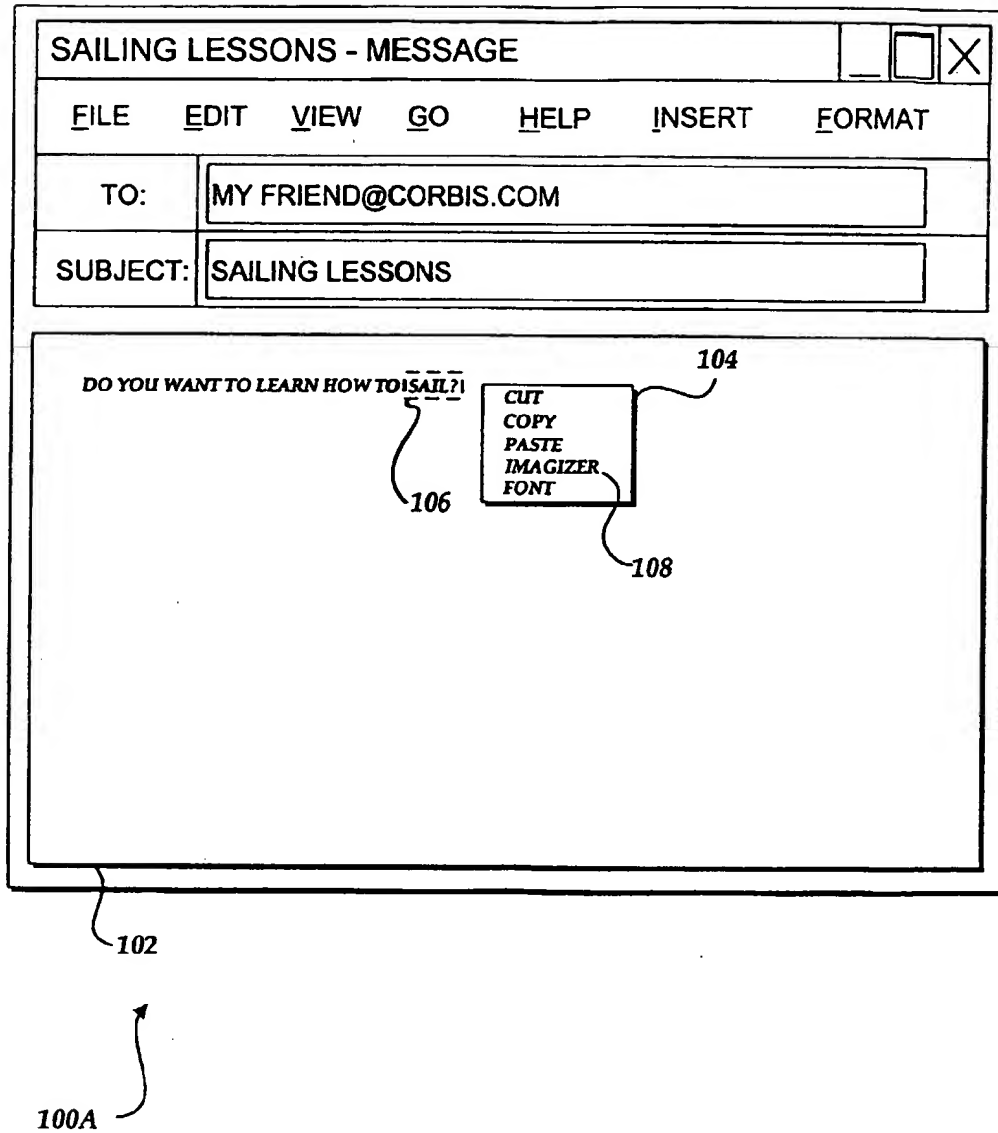 SAILING LESSONS - MESSAGE
FILE EDIT VIEW GO HELP INSERT FORMAT
TO: MY FRIEND@CORBIS.COM
SUBJECT: SAILING LESSONS
DO YOU WANT TO LEARN HOW TO SAIL?
104
CUT
COPY
PASTE
IMAGIZER
FONT
106
108
102
100A